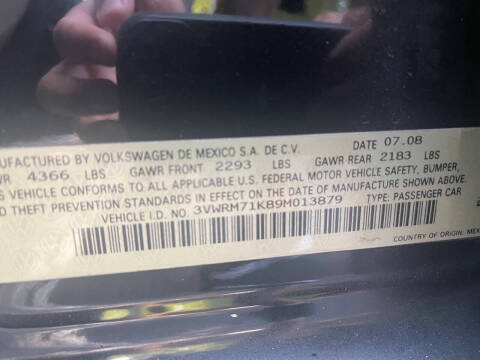 UFACTURED BY VOLKSWAGEN DE MEXICO S.A. DE C.V. DATE 07.08
WR 4366 LBS GAWR FRONT 2293 LBS GAWR REAR 2183 LBS
S VEHICLE CONFORMS TO ALL APPLICABLE U.S. FEDERAL MOTOR VEHICLE SAFETY, BUMPER,
D THEFT PREVENTION STANDARDS IN EFFECT ON THE DATE OF MANUFACTURE SHOWN ABOVE.
VEHICLE I.D. NO. 3VWRM71K89M013879 TYPE: PASSENGER CAR
COUNTRY OF ORIGIN: MEX